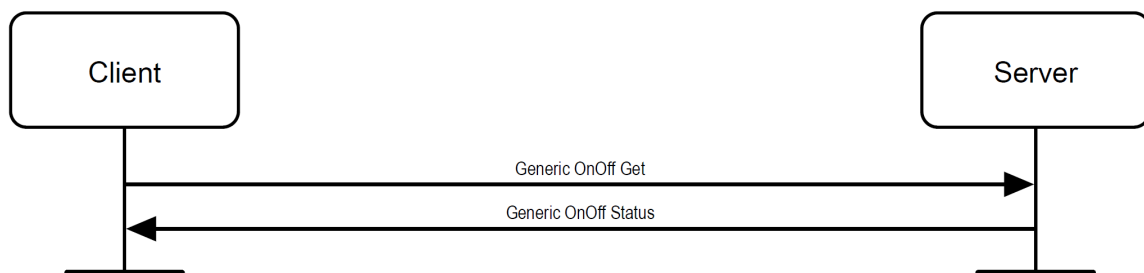 Client
Server
Generic OnOff Get
Generic OnOff Status